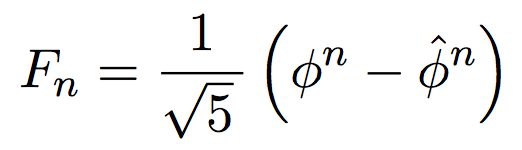 $F_n = \frac{1}{\sqrt{5}} \left( \phi^n - \hat{\phi}^n \right)$